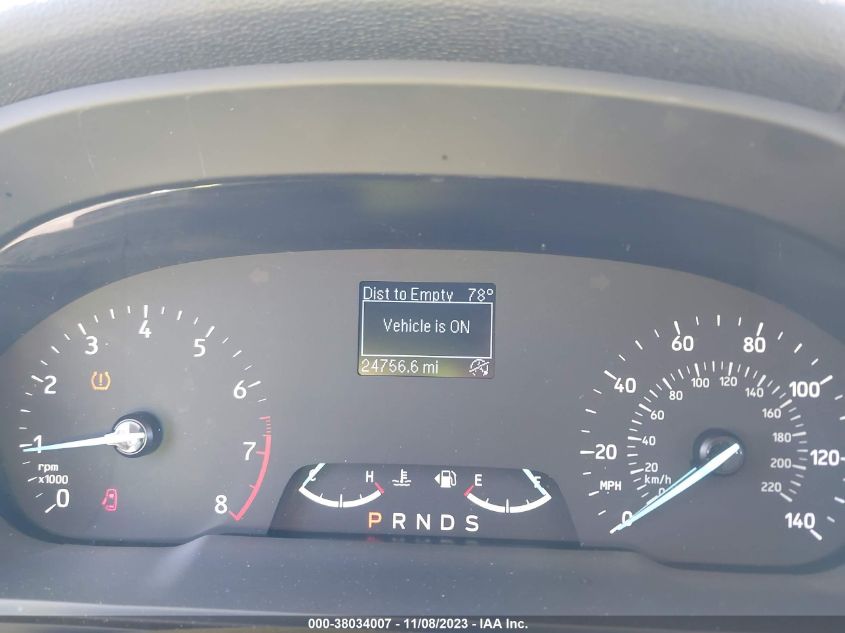 Dist to Empty 78°
Vehicle is ON
24756.6 mi
0 1 2 3 4 5 6 7 8
rpm
x1000
H
E F
P R N D S
0 20 40 60 80 100 120 140
MPH
0 20 40 60 80 100 120 140 160 180 200 220
km/h
000-38034007 - 11/08/2023 - IAA Inc.